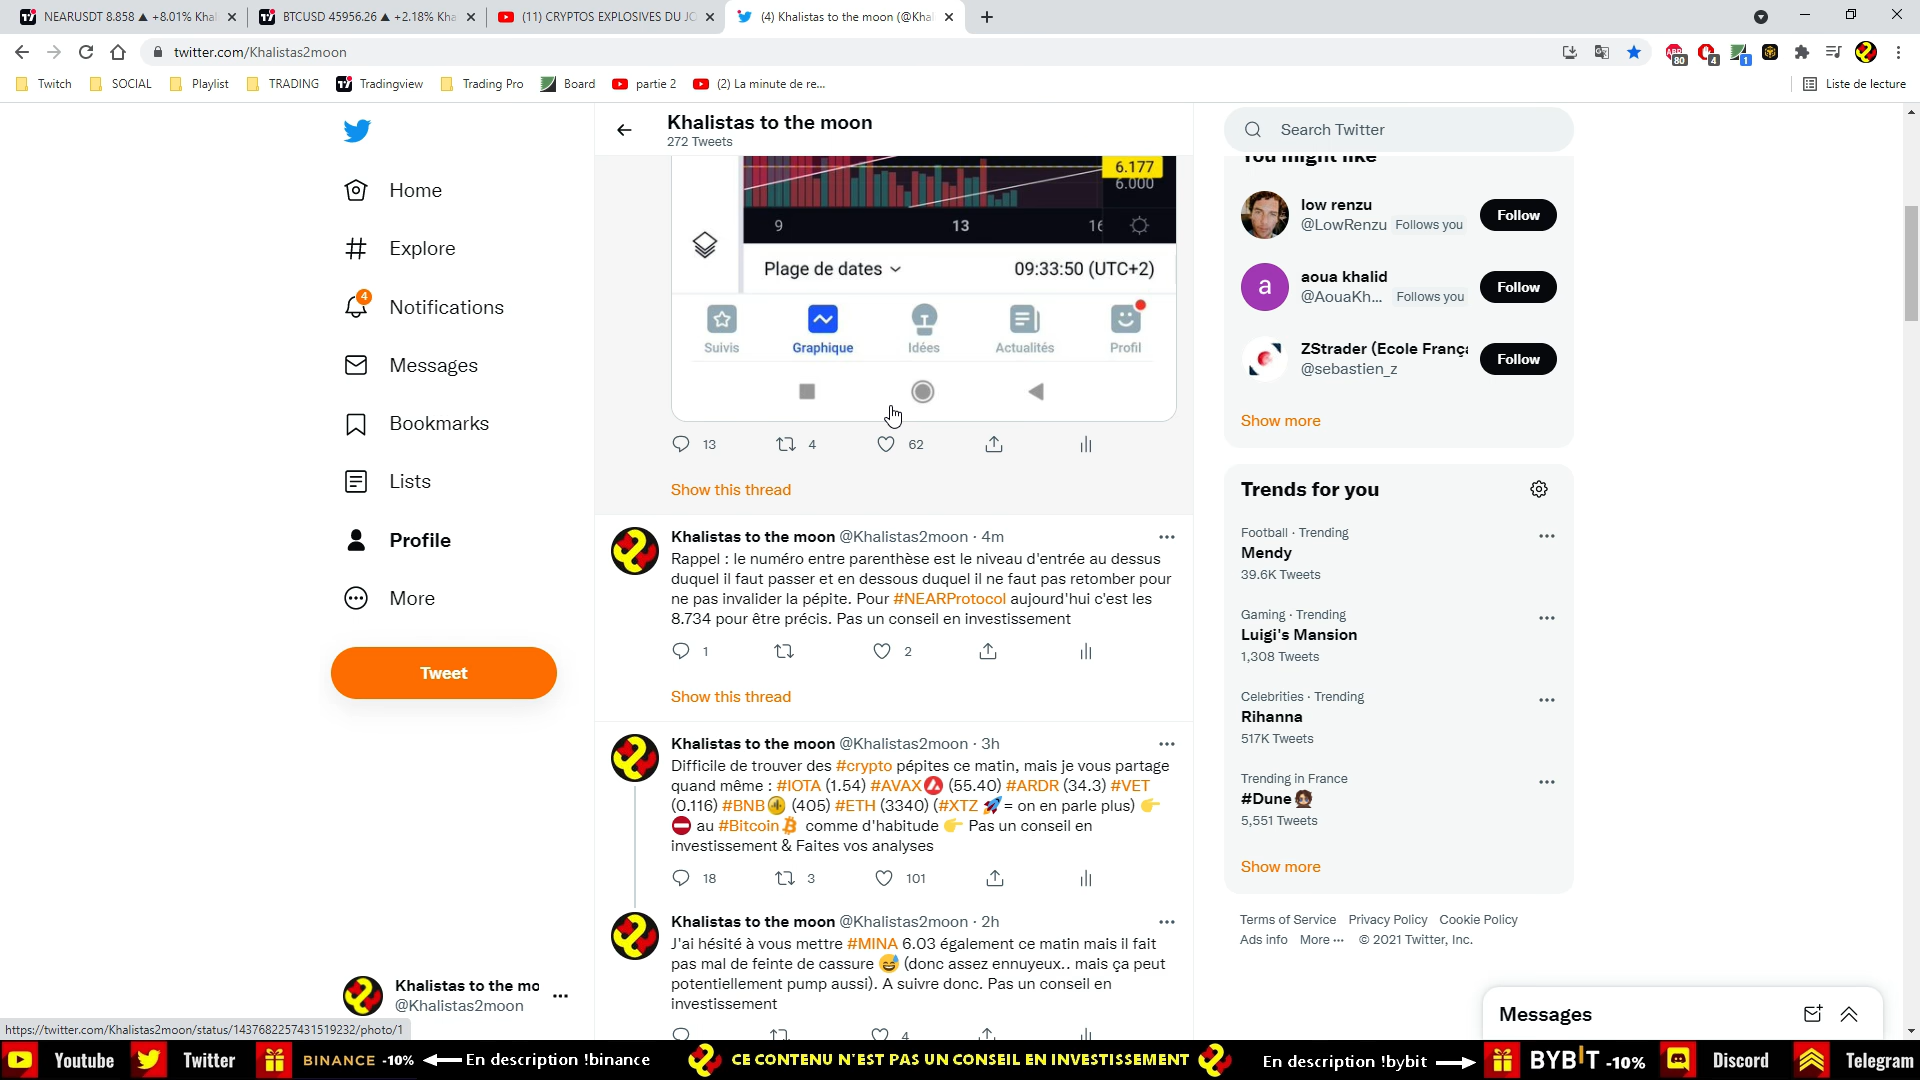 NEARUSDT 8.858 ▲ +8.01% Khal
BTCUSD 45956.26 ▲ +2.18% Kha
(11) CRYPTOS EXPLOSIVES DU JO
(4) Khalistas to the moon (@Khal
twitter.com/Khalistas2moon
80
4
1
Twitch
SOCIAL
Playlist
TRADING
Tradingview
Trading Pro
Board
partie 2
(2) La minute de re...
Liste de lecture
Home
Explore
4
Notifications
Messages
Bookmarks
Lists
Profile
More
Tweet
Khalistas to the mo
@Khalistas2moon
https://twitter.com/Khalistas2moon/status/1437682257431519232/photo/1
Khalistas to the moon
272 Tweets
6.177
6.000
9 13 16
Plage de dates 09:33:50 (UTC+2)
Suivis Graphique Idées Actualités Profil
13 4 62
Show this thread
Khalistas to the moon @Khalistas2moon · 4m
Rappel : le numéro entre parenthèse est le niveau d'entrée au dessus
duquel il faut passer et en dessous duquel il ne faut pas retomber pour
ne pas invalider la pépite. Pour #NEARProtocol aujourd'hui c'est les
8.734 pour être précis. Pas un conseil en investissement
1 2
Show this thread
Khalistas to the moon @Khalistas2moon · 3h
Difficile de trouver des #crypto pépites ce matin, mais je vous partage
quand même : #IOTA (1.54) #AVAX (55.40) #ARDR (34.3) #VET
(0.116) #BNB (405) #ETH (3340) (#XTZ 🚀 = on en parle plus) 👉
⛔ au #Bitcoin comme d'habitude 👉 Pas un conseil en
investissement & Faites vos analyses
18 3 101
Khalistas to the moon @Khalistas2moon · 2h
J'ai hésité à vous mettre #MINA 6.03 également ce matin mais il fait
pas mal de feinte de cassure 😅 (donc assez ennuyeux.. mais ça peut
potentiellement pump aussi). A suivre donc. Pas un conseil en
investissement
4
Search Twitter
You might like
low renzu
@LowRenzu Follows you
Follow
a
aoua khalid
@AouaKh... Follows you
Follow
ZStrader (Ecole França
@sebastien_z
Follow
Show more
Trends for you
Football · Trending
Mendy
39.6K Tweets
Gaming · Trending
Luigi's Mansion
1,308 Tweets
Celebrities · Trending
Rihanna
517K Tweets
Trending in France
#Dune
5,551 Tweets
Show more
Terms of Service Privacy Policy Cookie Policy
Ads info More ··· © 2021 Twitter, Inc.
Messages
Youtube Twitter BINANCE -10% En description !binance CE CONTENU N'EST PAS UN CONSEIL EN INVESTISSEMENT En description !bybit BYBIT -10% Discord Telegram